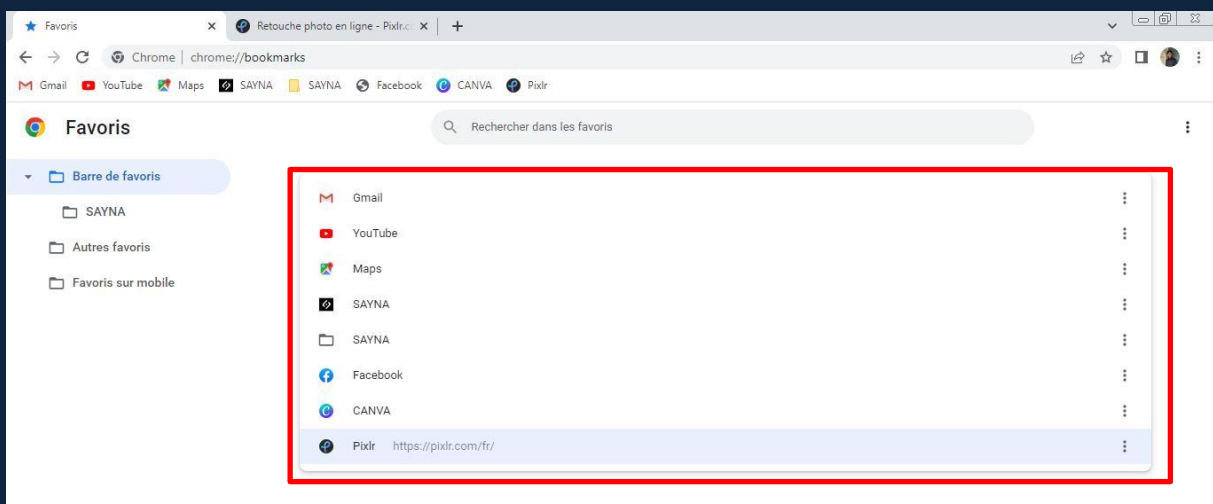 Favoris
Retouche photo en ligne - Pixlr.c
Chrome | chrome://bookmarks
Gmail YouTube Maps SAYNA SAYNA Facebook CANVA Pixlr
Favoris
Rechercher dans les favoris
Barre de favoris
SAYNA
Autres favoris
Favoris sur mobile
Gmail
YouTube
Maps
SAYNA
SAYNA
Facebook
CANVA
Pixlr https://pixlr.com/fr/